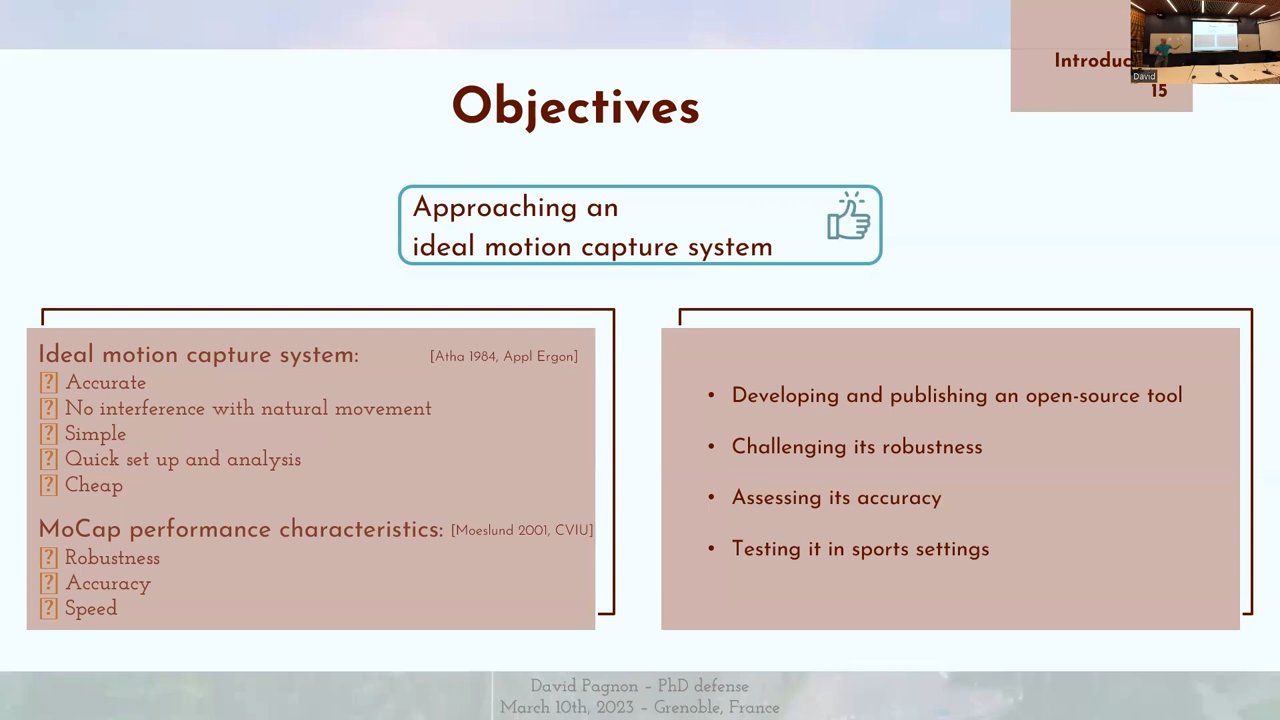 Introduc
David
15
Objectives
Approaching an
ideal motion capture system
Ideal motion capture system: [Atha 1984, Appl Ergon]
Accurate
No interference with natural movement
Simple
Quick set up and analysis
Cheap
MoCap performance characteristics: [Moeslund 2001, CVIU]
Robustness
Accuracy
Speed
• Developing and publishing an open-source tool
• Challenging its robustness
• Assessing its accuracy
• Testing it in sports settings
David Pagnon – PhD defense
March 10th, 2023 – Grenoble, France